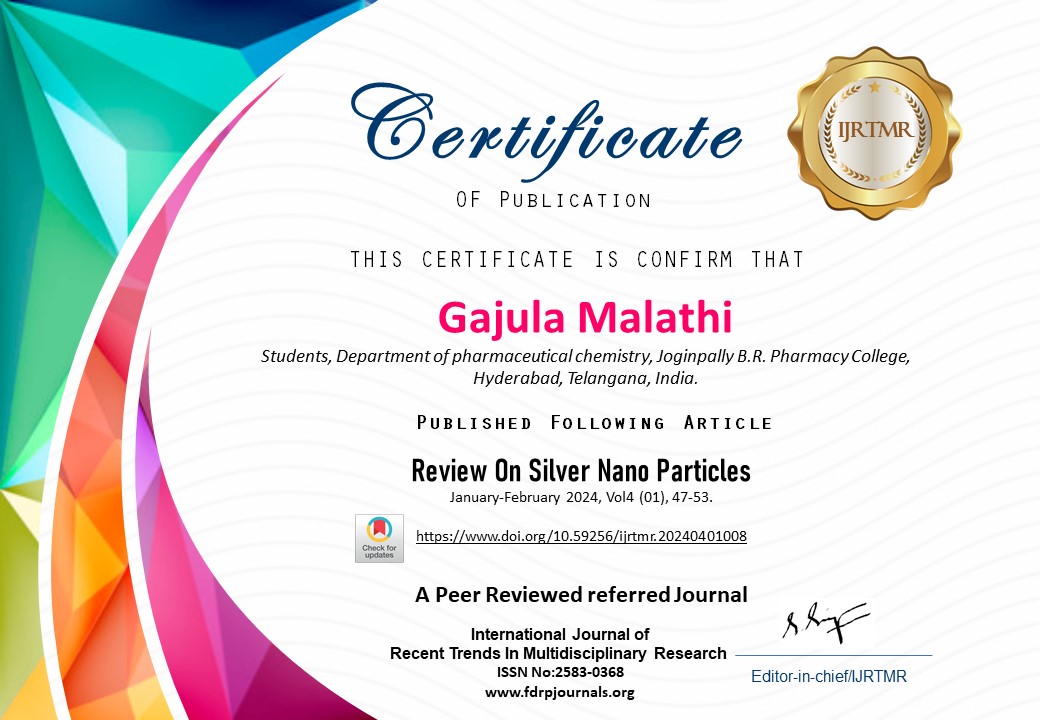 Certificate
OF PUBLICATION
IJRTMR
THIS CERTIFICATE IS CONFIRM THAT
Gajula Malathi
Students, Department of pharmaceutical chemistry, Joginpally B.R. Pharmacy College,
Hyderabad, Telangana, India.
PUBLISHED FOLLOWING ARTICLE
Review On Silver Nano Particles
January-February 2024, Vol4 (01), 47-53.
Check for
updates
https://www.doi.org/10.59256/ijrtmr.20240401008
A Peer Reviewed referred Journal
International Journal of
Recent Trends In Multidisciplinary Research
ISSN No:2583-0368
www.fdrpjournals.org
Editor-in-chief/IJRTMR